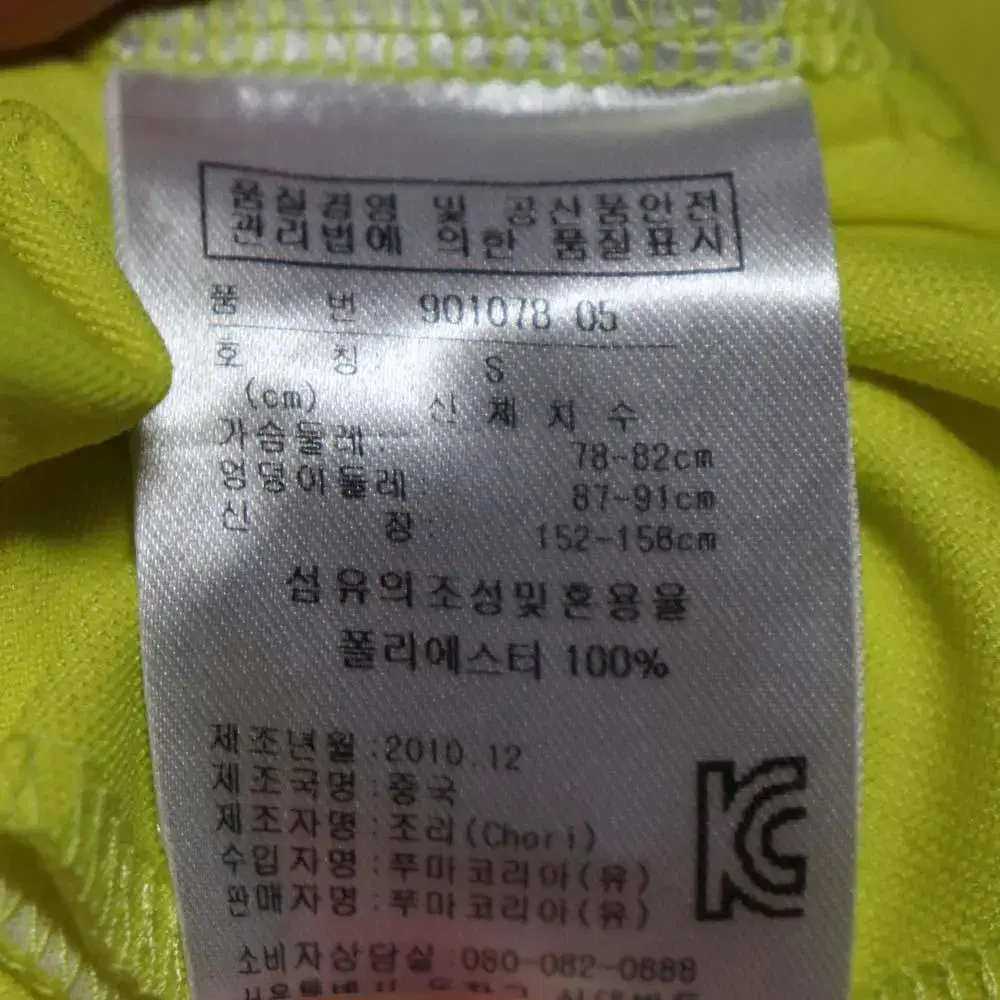 품질경영 및 공산품안전
관리법에 의한 품질표시
품 번 901078 05
호 칭: S
(cm) 신체치수
가슴둘레: 78-82cm
엉덩이둘레: 87-91cm
신 장: 152-158cm
섬유의조성및혼용율
폴리에스터 100%
제조년월:2010.12
제조국명:중국
제조자명:조리(Chori)
수입자명:푸마코리아(유)
판매자명:푸마코리아(유)
KC
소비자상담실:080-082-0888